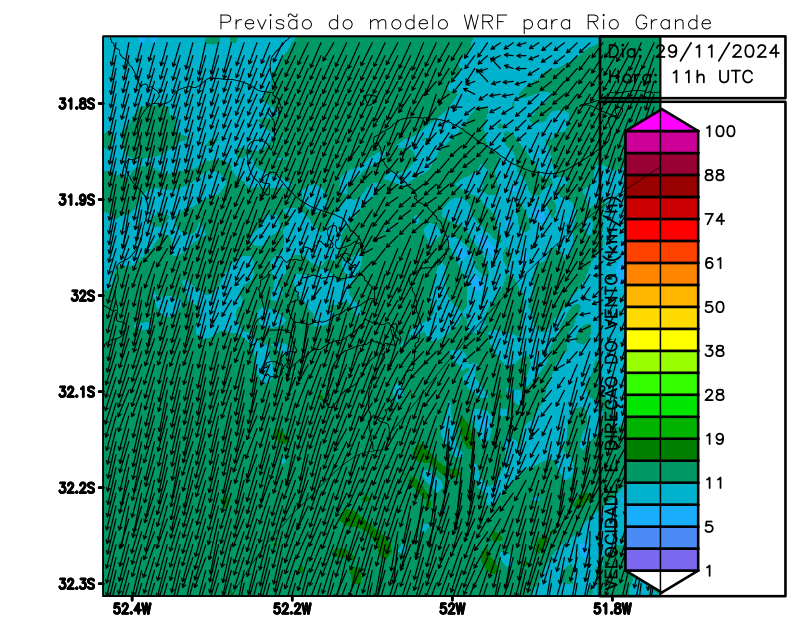 Previsão do modelo WRF para Rio Grande
Dia: 29/11/2024
Hora: 11h UTC
31.8S
31.9S
32S
32.1S
32.2S
32.3S
52.4W
52.2W
52W
51.8W
VELOCIDADE E DIREÇÃO DO VENTO (km/h)
100
88
74
61
50
38
28
19
11
5
1